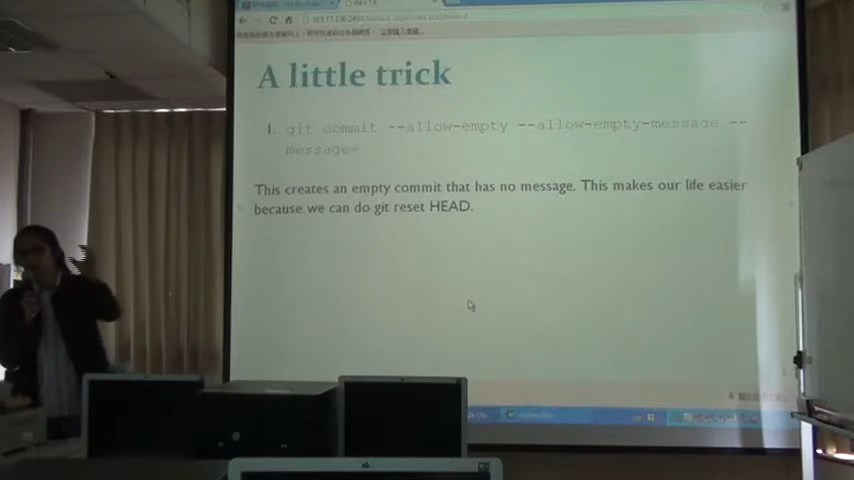 A little trick
1. git commit --allow-empty --allow-empty-message --
message=
This creates an empty commit that has no message. This makes our life easier
because we can do git reset HEAD.